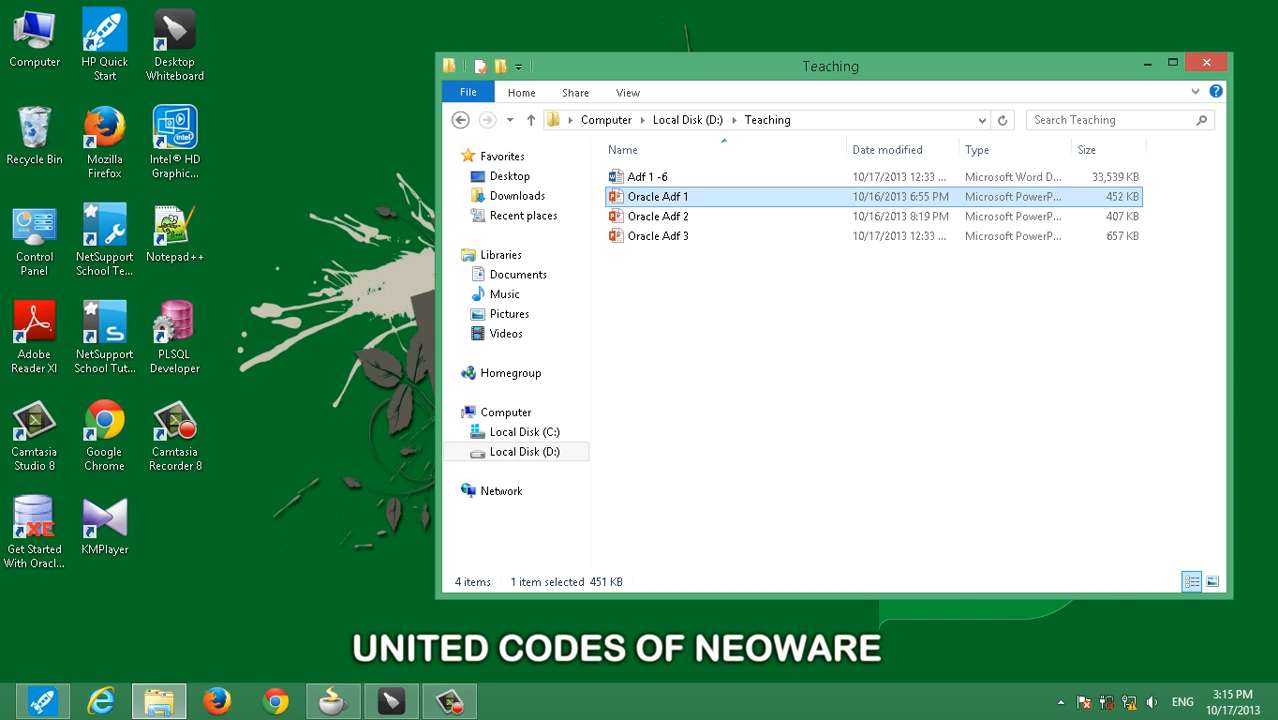 Computer
HP Quick
Start
Desktop
Whiteboard
Recycle Bin
Mozilla
Firefox
Intel® HD
Graphic...
Control
Panel
NetSupport
School Te...
Notepad++
Adobe
Reader XI
NetSupport
School Tut...
PLSQL
Developer
Camtasia
Studio 8
Google
Chrome
Camtasia
Recorder 8
XE
Get Started
With Oracl...
KMPlayer
Teaching
File Home Share View
Computer Local Disk (D:) Teaching
Search Teaching
Favorites
Desktop
Downloads
Recent places
Libraries
Documents
Music
Pictures
Videos
Homegroup
Computer
Local Disk (C:)
Local Disk (D:)
Network
Name Date modified Type Size
Adf 1 -6 10/17/2013 12:33 ... Microsoft Word D... 33,539 KB
Oracle Adf 1 10/16/2013 6:55 PM Microsoft PowerP... 452 KB
Oracle Adf 2 10/16/2013 8:19 PM Microsoft PowerP... 407 KB
Oracle Adf 3 10/17/2013 12:33 ... Microsoft PowerP... 657 KB
4 items 1 item selected 451 KB
UNITED CODES OF NEOWARE
ENG
3:15 PM
10/17/2013